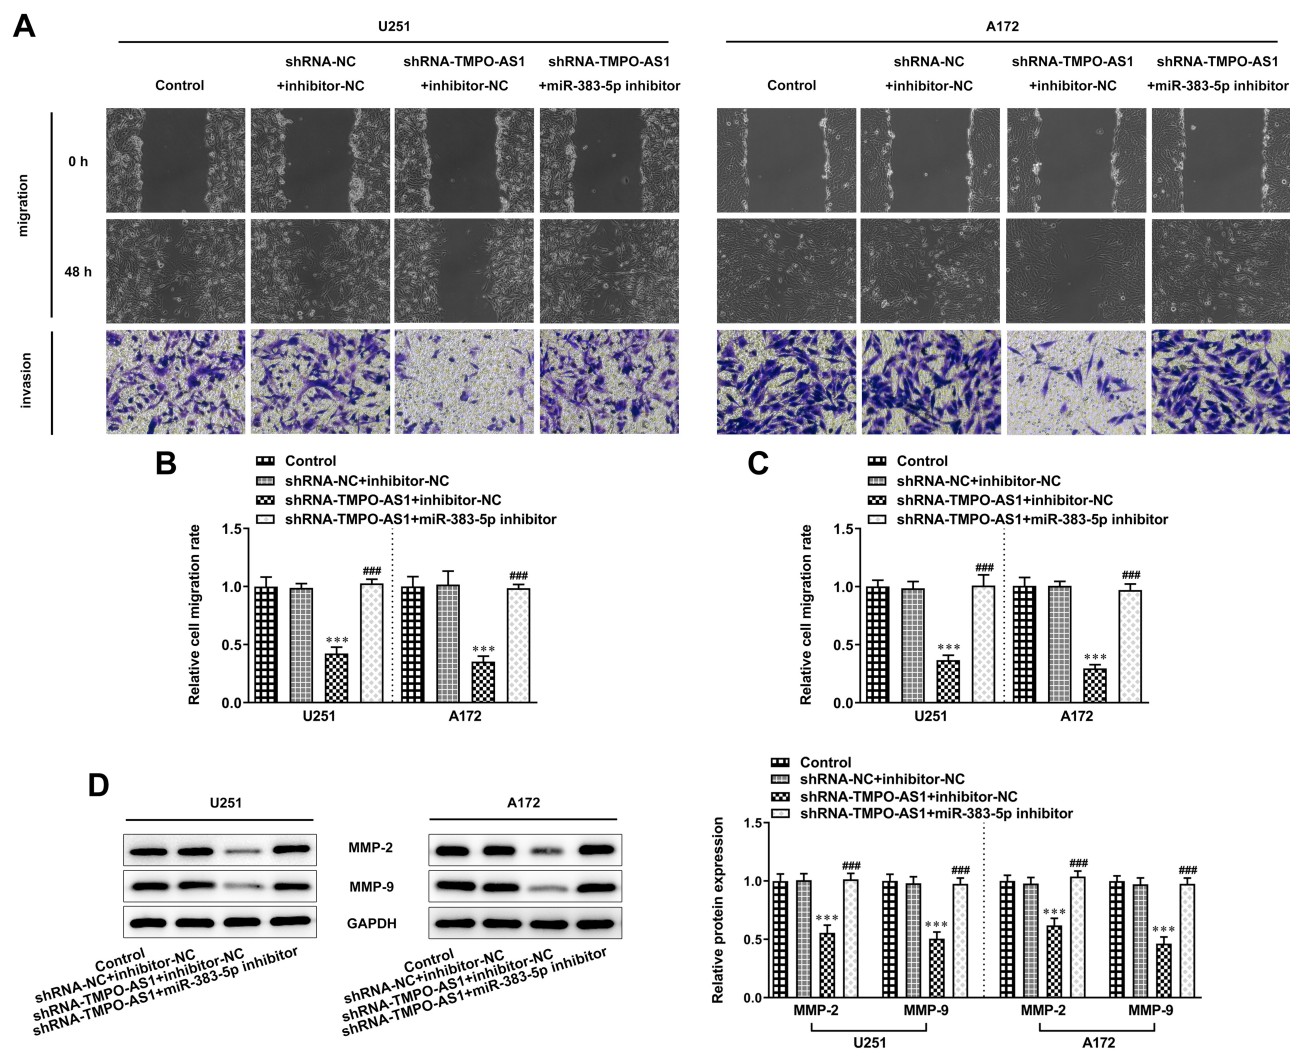 A
U251
A172
Control
shRNA-NC
+inhibitor-NC
shRNA-TMPO-AS1
+inhibitor-NC
shRNA-TMPO-AS1
+miR-383-5p inhibitor
Control
shRNA-NC
+inhibitor-NC
shRNA-TMPO-AS1
+inhibitor-NC
shRNA-TMPO-AS1
+miR-383-5p inhibitor
migration
0 h
48 h
invasion
B
Control
shRNA-NC+inhibitor-NC
shRNA-TMPO-AS1+inhibitor-NC
shRNA-TMPO-AS1+miR-383-5p inhibitor
Relative cell migration rate
1.5
1.0
0.5
0.0
***
###
***
###
U251
A172
C
Control
shRNA-NC+inhibitor-NC
shRNA-TMPO-AS1+inhibitor-NC
shRNA-TMPO-AS1+miR-383-5p inhibitor
Relative cell migration rate
1.5
1.0
0.5
0.0
***
###
***
###
U251
A172
D
U251
A172
MMP-2
MMP-9
GAPDH
Control
shRNA-NC+inhibitor-NC
shRNA-TMPO-AS1+inhibitor-NC
shRNA-TMPO-AS1+miR-383-5p inhibitor
Control
shRNA-NC+inhibitor-NC
shRNA-TMPO-AS1+inhibitor-NC
shRNA-TMPO-AS1+miR-383-5p inhibitor
Control
shRNA-NC+inhibitor-NC
shRNA-TMPO-AS1+inhibitor-NC
shRNA-TMPO-AS1+miR-383-5p inhibitor
Relative protein expression
1.5
1.0
0.5
0.0
***
###
***
###
***
###
***
###
MMP-2
MMP-9
MMP-2
MMP-9
U251
A172